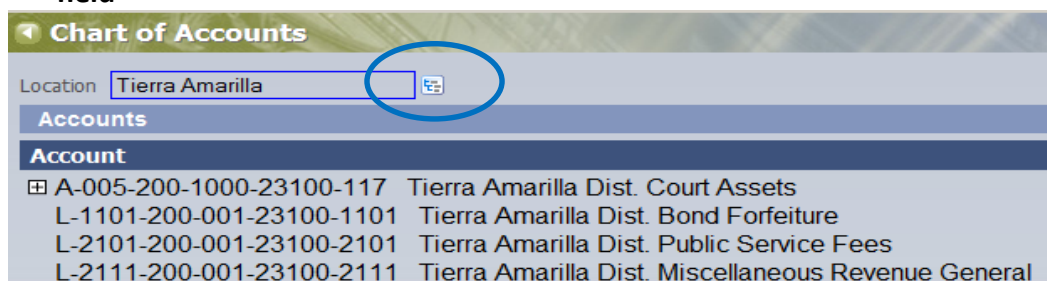 field
Chart of Accounts
Location Tierra Amarilla
Accounts
Account
A-005-200-1000-23100-117 Tierra Amarilla Dist. Court Assets
L-1101-200-001-23100-1101 Tierra Amarilla Dist. Bond Forfeiture
L-2101-200-001-23100-2101 Tierra Amarilla Dist. Public Service Fees
L-2111-200-001-23100-2111 Tierra Amarilla Dist. Miscellaneous Revenue General